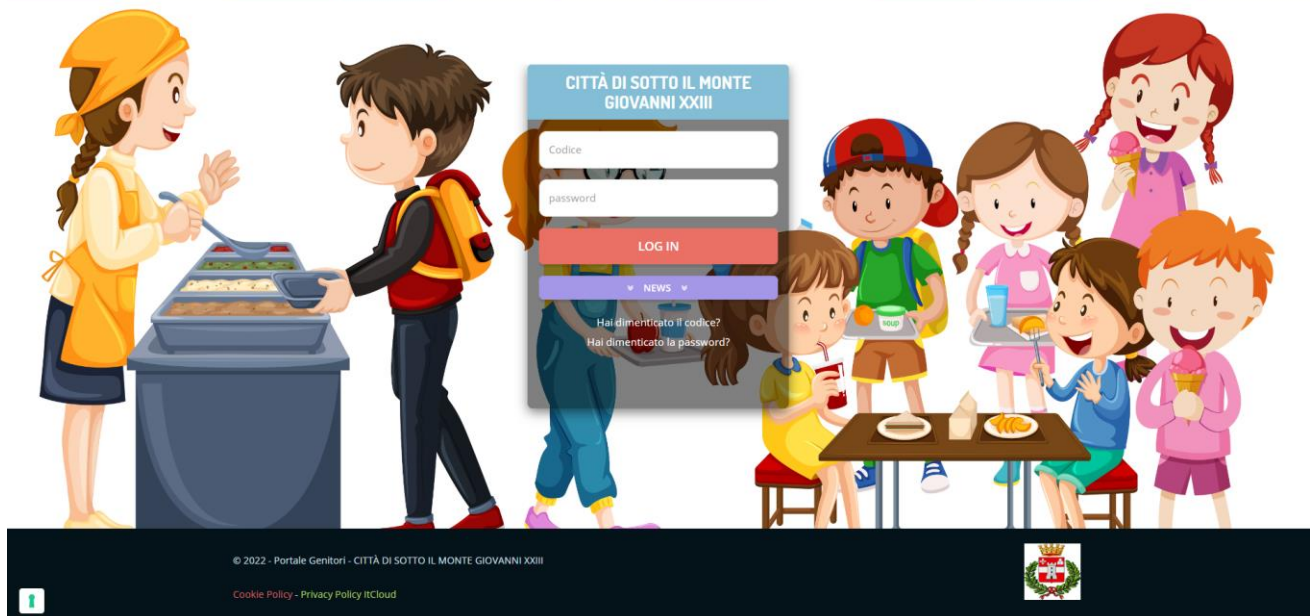 CITTÀ DI SOTTO IL MONTE
GIOVANNI XXIII
Codice
password
LOG IN
NEWS
Hai dimenticato il codice?
Hai dimenticato la password?
soup
© 2022 - Portale Genitori - CITTÀ DI SOTTO IL MONTE GIOVANNI XXIII
Cookie Policy - Privacy Policy ItCloud